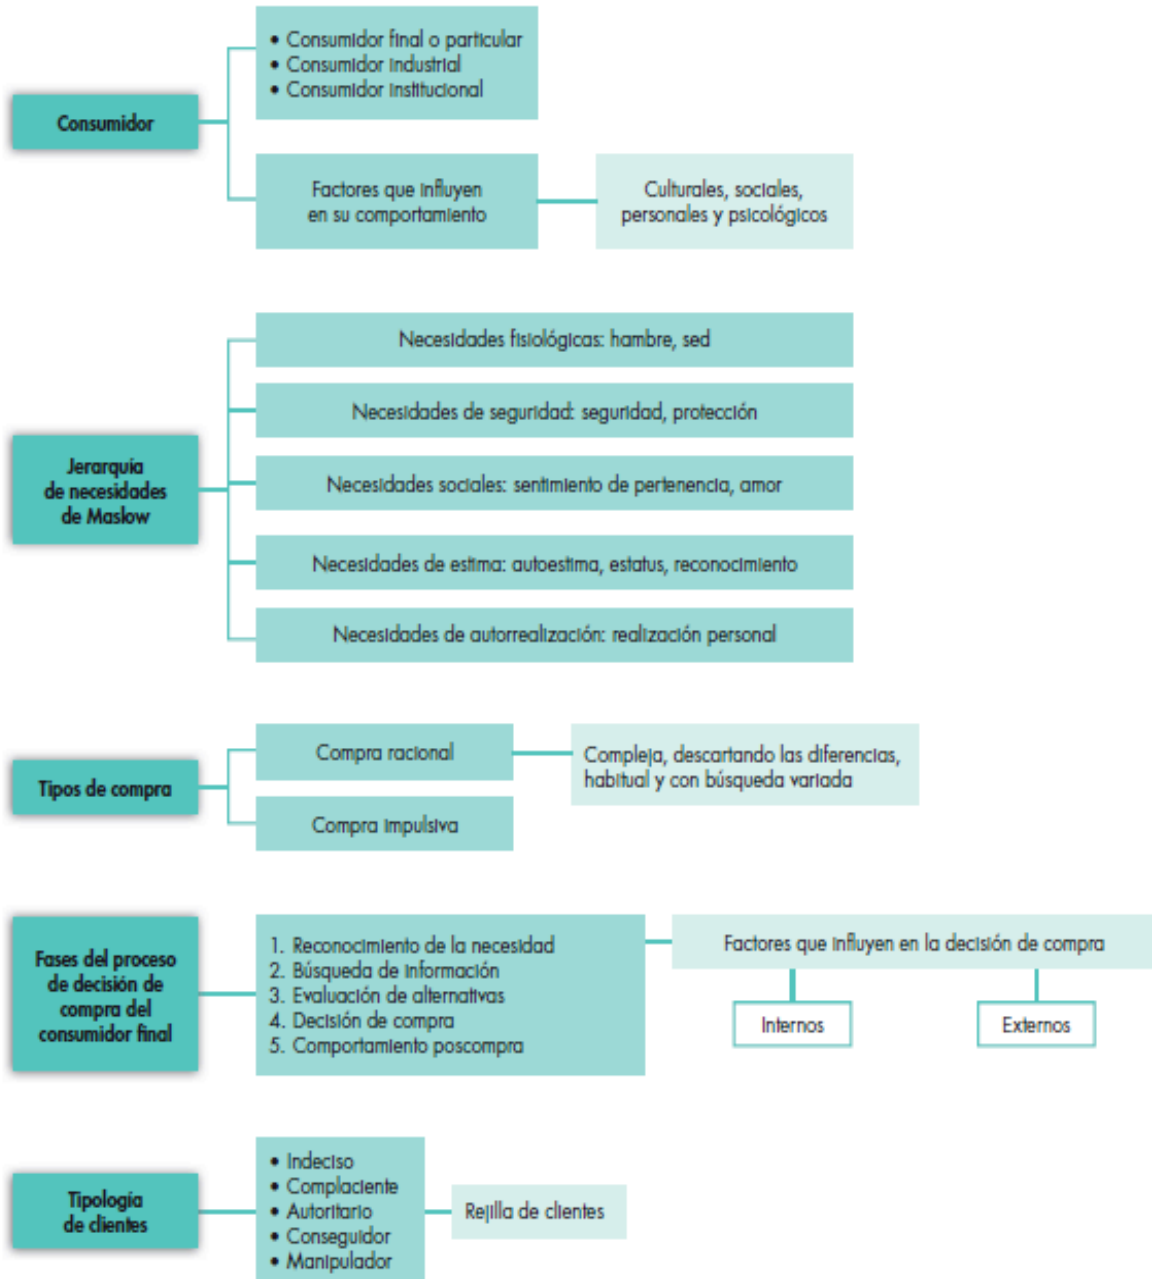 • Consumidor final o particular
• Consumidor industrial
• Consumidor institucional
Consumidor
Factores que influyen
en su comportamiento
Culturales, sociales,
personales y psicológicos
Necesidades fisiológicas: hambre, sed
Necesidades de seguridad: seguridad, protección
Jerarquía
de necesidades
de Maslow
Necesidades sociales: sentimiento de pertenencia, amor
Necesidades de estima: autoestima, estatus, reconocimiento
Necesidades de autorrealización: realización personal
Tipos de compra
Compra racional
Compleja, descartando las diferencias,
habitual y con búsqueda variada
Compra impulsiva
Fases del proceso
de decisión de
compra del
consumidor final
1. Reconocimiento de la necesidad
2. Búsqueda de información
3. Evaluación de alternativas
4. Decisión de compra
5. Comportamiento poscompra
Factores que influyen en la decisión de compra
Internos
Externos
Tipología
de clientes
• Indeciso
• Complaciente
• Autoritario
• Conseguidor
• Manipulador
Rejilla de clientes